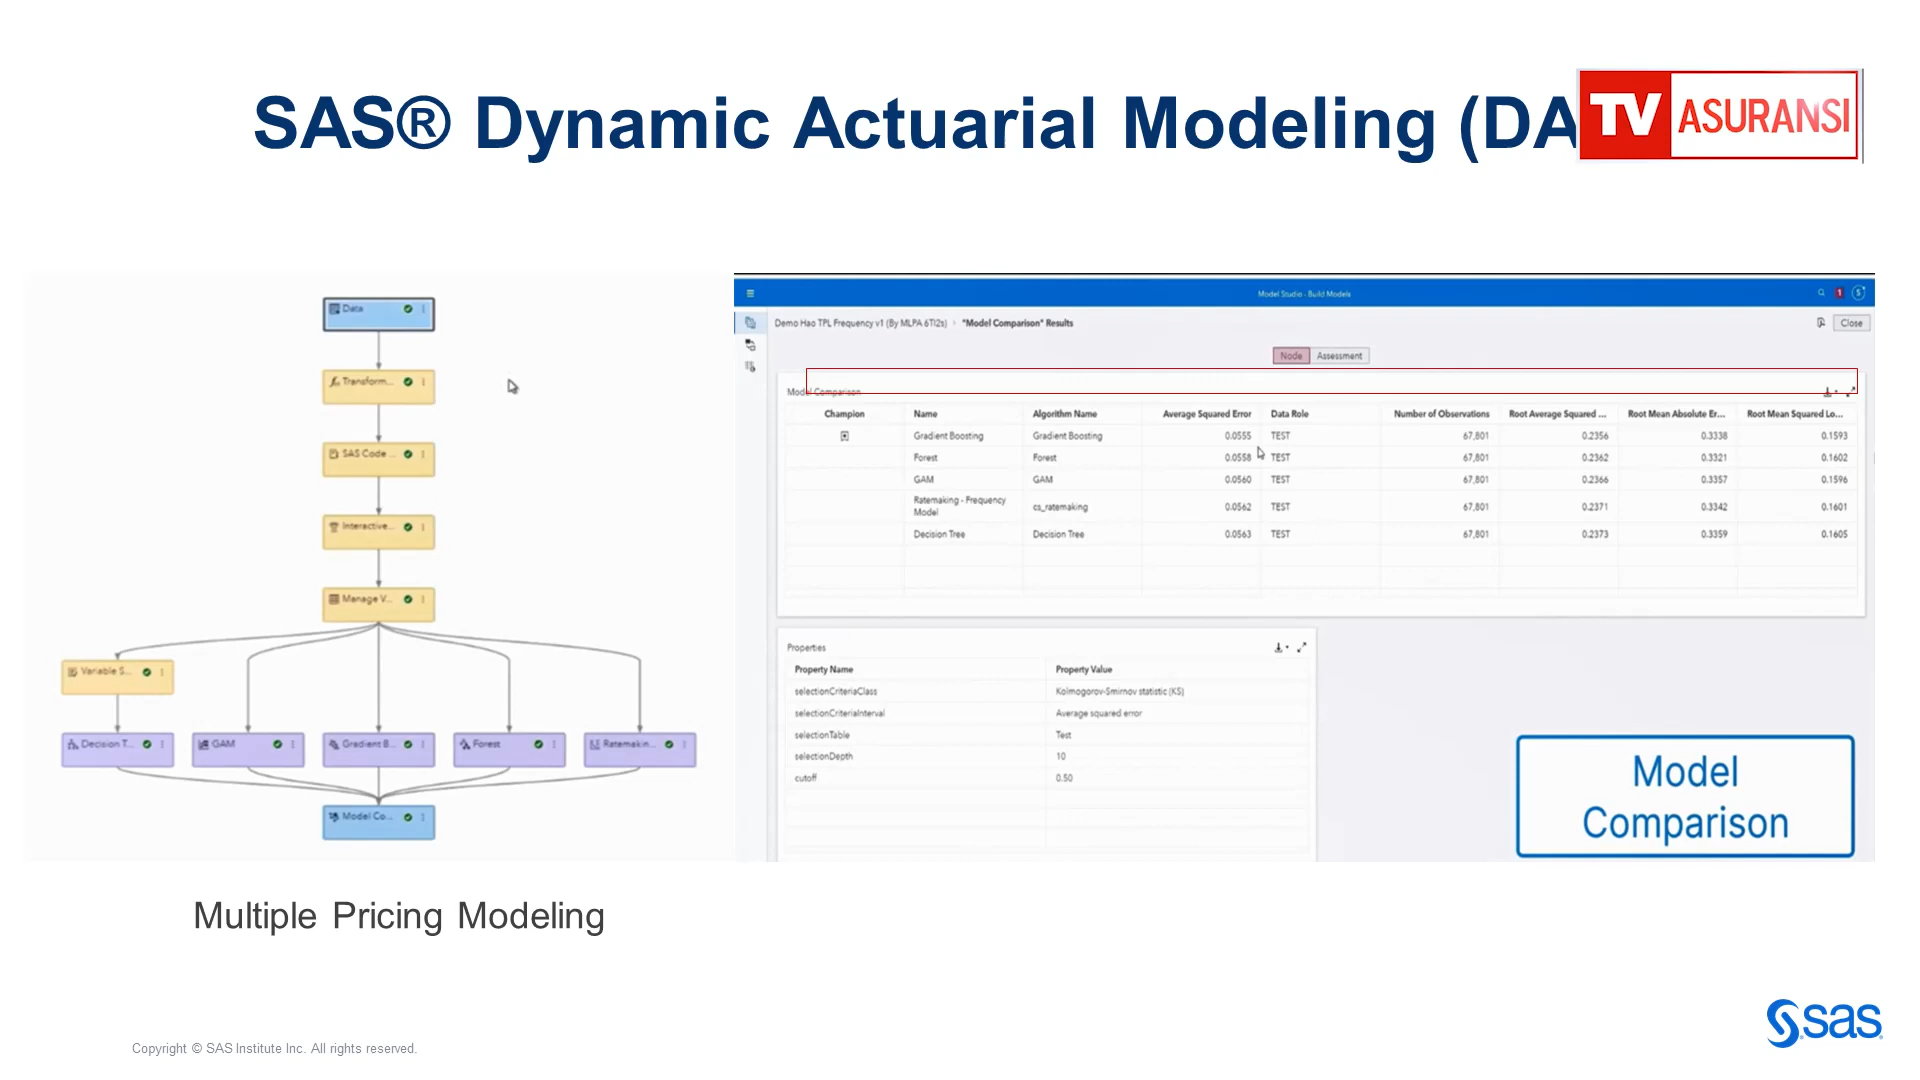 SAS® Dynamic Actuarial Modeling (DA
TV ASURANSI
Data
Transform...
SAS Code ...
Interactive...
Manage V...
Variable S...
Decision T...
GAM
Gradient B...
Forest
Ratemakin...
Model Co...
Model Studio - Build Models
1
S
Demo Hao TPL Frequency v1 (By MLPA 6TI2s) › "Model Comparison" Results
Close
Node Assessment
Model Comparison
Champion Name Algorithm Name Average Squared Error Data Role Number of Observations Root Average Squared ... Root Mean Absolute Er... Root Mean Squared Lo...
Gradient Boosting Gradient Boosting 0.0555 TEST 67,801 0.2356 0.3338 0.1593
Forest Forest 0.0558 TEST 67,801 0.2362 0.3321 0.1602
GAM GAM 0.0560 TEST 67,801 0.2366 0.3357 0.1596
Ratemaking - Frequency
Model cs_ratemaking 0.0562 TEST 67,801 0.2371 0.3342 0.1601
Decision Tree Decision Tree 0.0563 TEST 67,801 0.2373 0.3359 0.1605
Properties
Property Name Property Value
selectionCriteriaClass Kolmogorov-Smirnov statistic (KS)
selectionCriteriaInterval Average squared error
selectionTable Test
selectionDepth 10
cutoff 0.50
Model
Comparison
Multiple Pricing Modeling
Copyright © SAS Institute Inc. All rights reserved.
sas